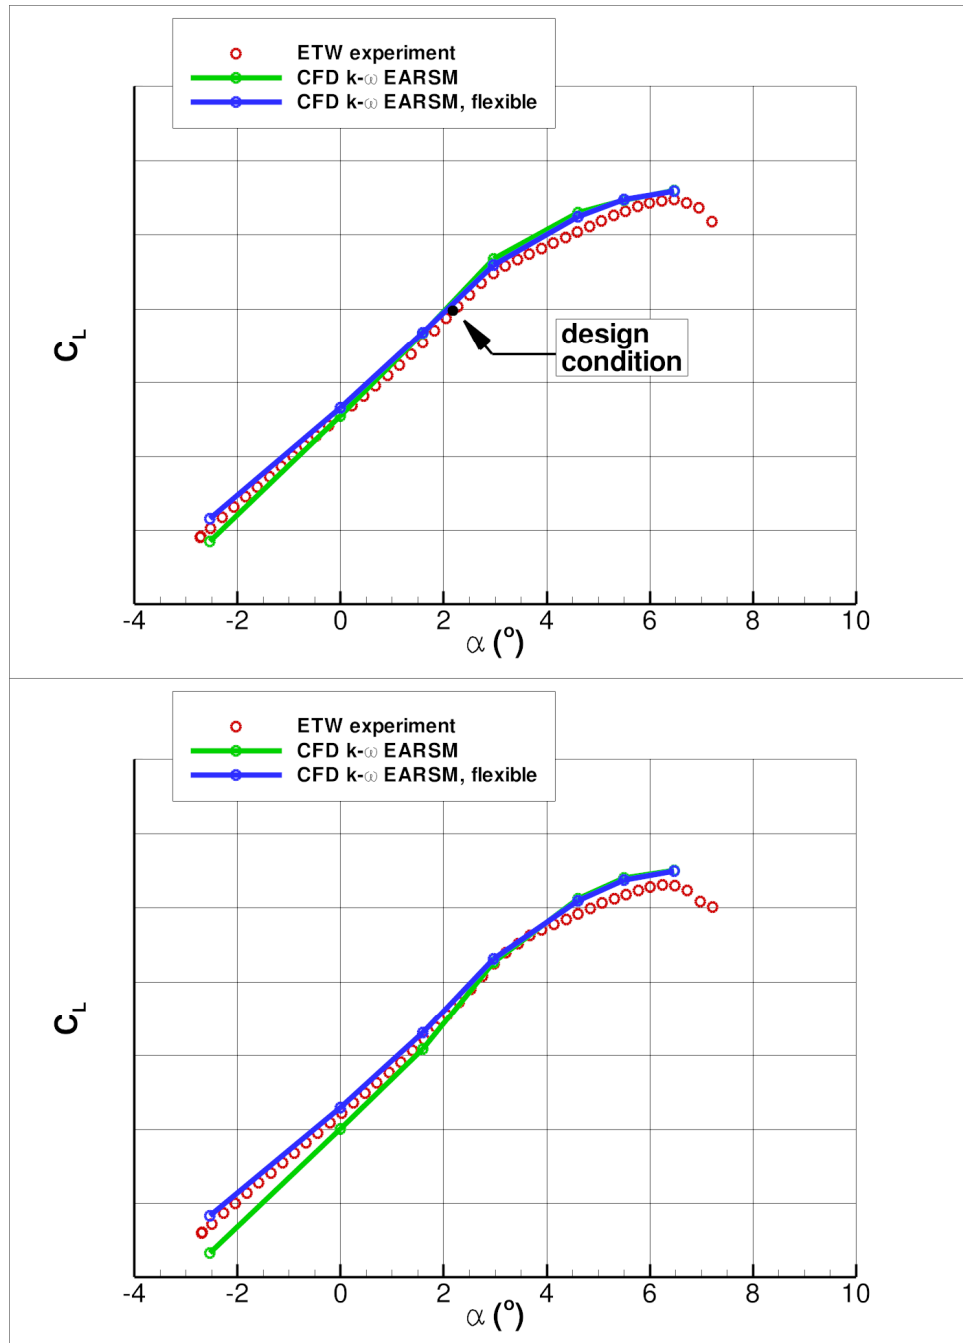 ETW experiment
CFD k-ω EARSM
CFD k-ω EARSM, flexible
design
condition
C_L
-4 -2 0 2 4 6 8 10
α (°)
ETW experiment
CFD k-ω EARSM
CFD k-ω EARSM, flexible
C_L
-4 -2 0 2 4 6 8 10
α (°)